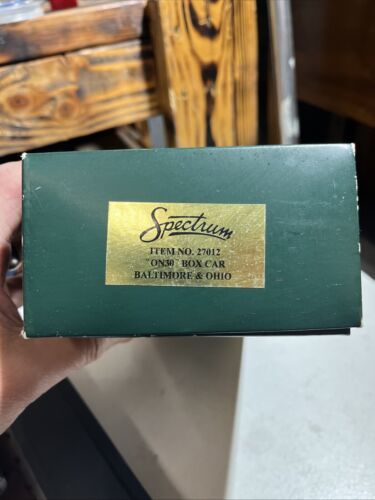 Spectrum
ITEM NO. 27012
"ON30" BOX CAR
BALTIMORE & OHIO